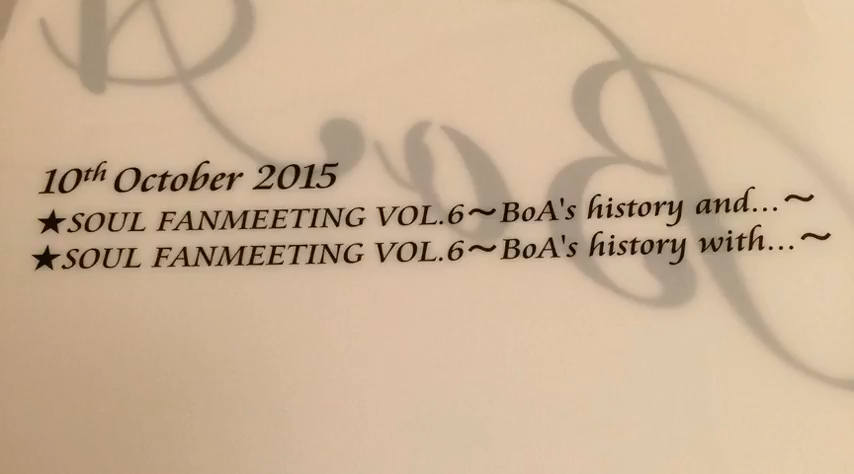 10th October 2015
★SOUL FANMEETING VOL.6～BoA's history and...～
★SOUL FANMEETING VOL.6～BoA's history with...～